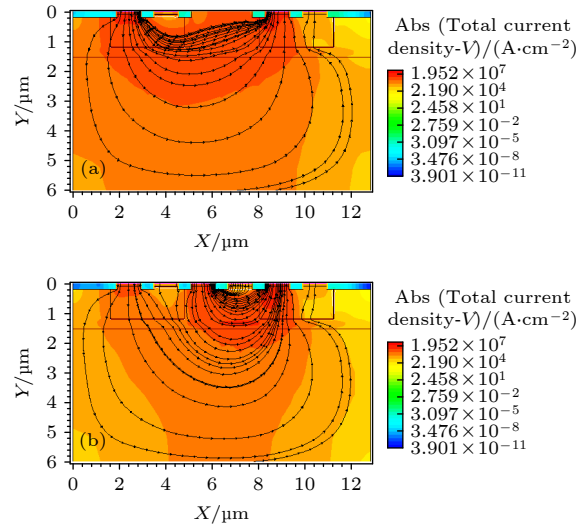 Abs (Total current
density-V)/(A·cm⁻²)
1.952×10⁷
2.190×10⁴
2.458×10¹
2.759×10⁻²
3.097×10⁻⁵
3.476×10⁻⁸
3.901×10⁻¹¹
Y/µm
0
1
2
3
4
5
6
(a)
0 2 4 6 8 10 12
X/µm
Abs (Total current
density-V)/(A·cm⁻²)
1.952×10⁷
2.190×10⁴
2.458×10¹
2.759×10⁻²
3.097×10⁻⁵
3.476×10⁻⁸
3.901×10⁻¹¹
Y/µm
0
1
2
3
4
5
6
(b)
0 2 4 6 8 10 12
X/µm